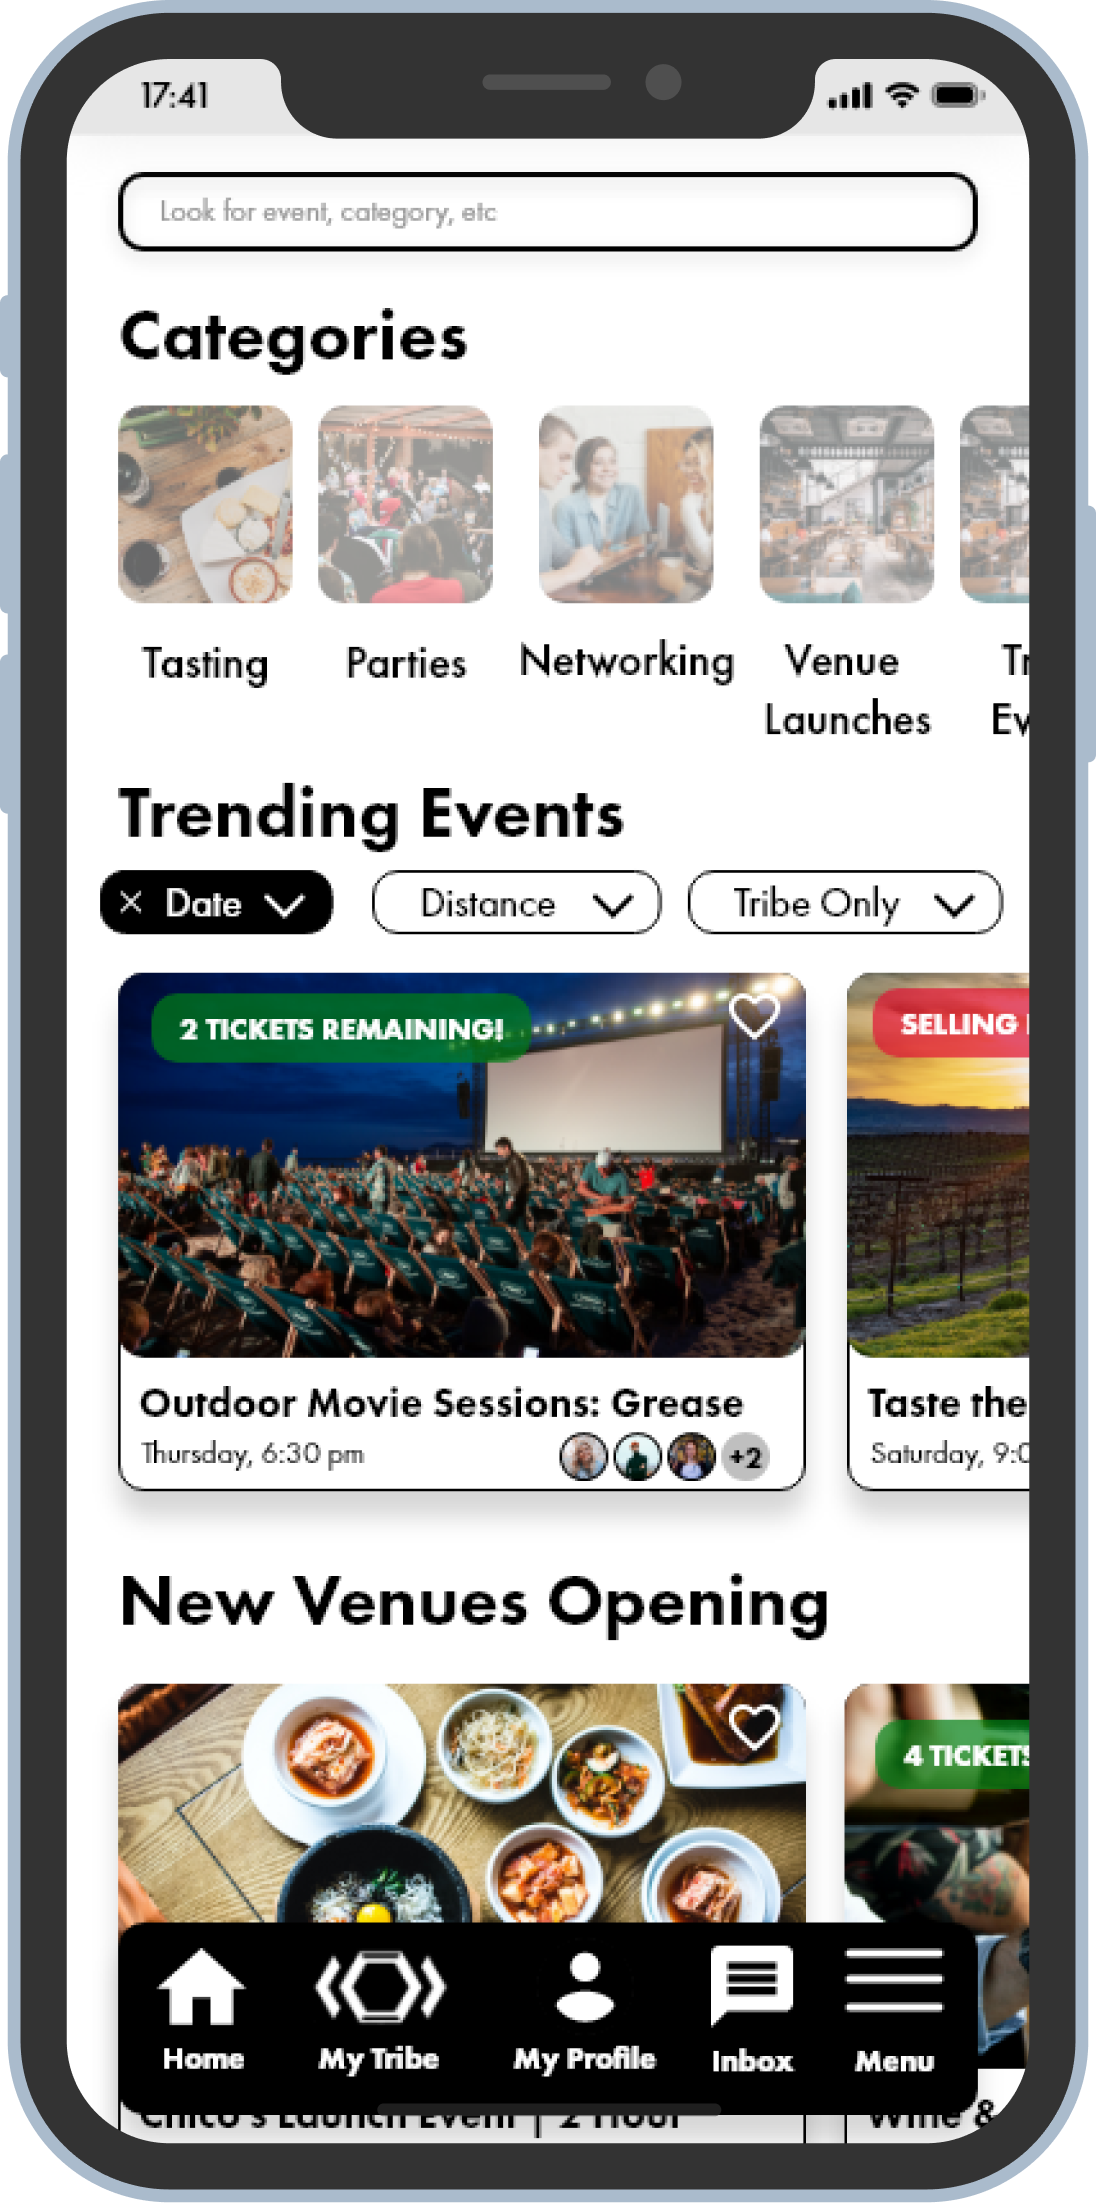 17:41
Look for event, category, etc
Categories
Tasting
Parties
Networking
Venue
Launches
Tr
Ev
Trending Events
Date
Distance
Tribe Only
2 TICKETS REMAINING!
SELLING
Outdoor Movie Sessions: Grease
Thursday, 6:30 pm
+2
Taste the
Saturday, 9:0
New Venues Opening
4 TICKETS
Home
My Tribe
My Profile
Inbox
Menu
Chico's Launch Event | 2 Hour
Wine &